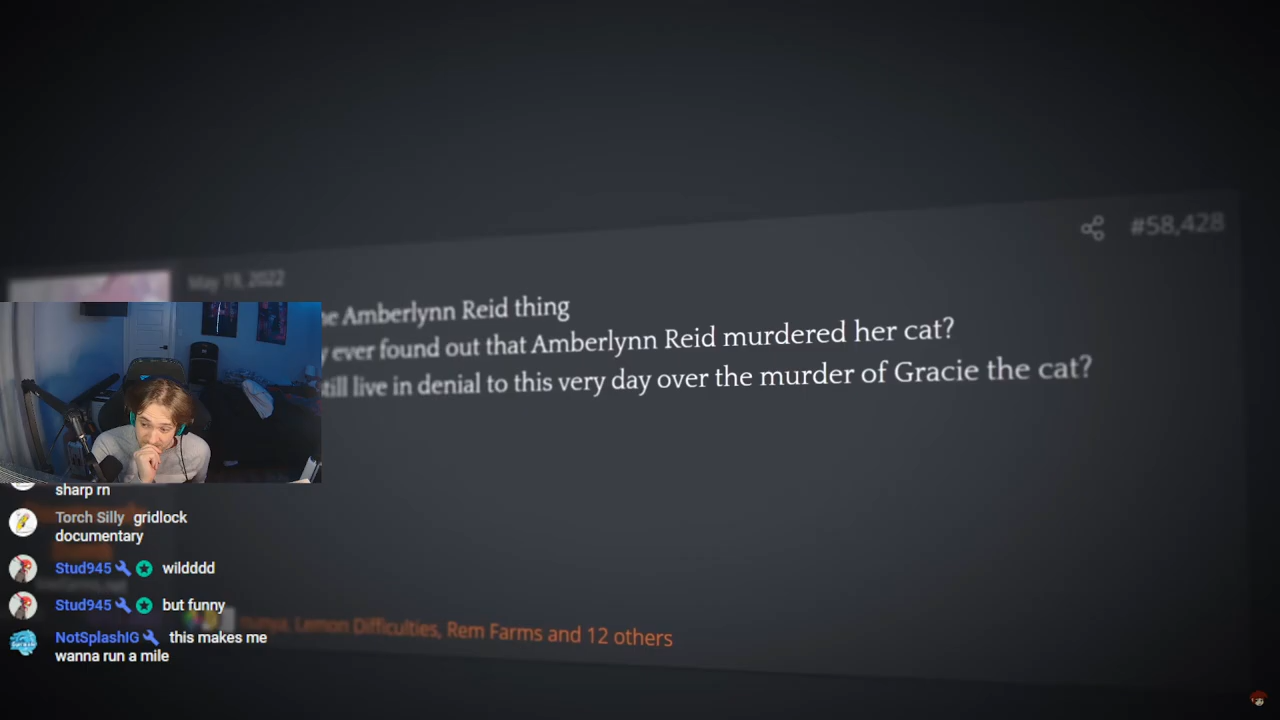 May 19, 2022
#58,428
Amberlynn Reid thing
ever found out that Amberlynn Reid murdered her cat?
still live in denial to this very day over the murder of Gracie the cat?
sharp rn
Torch Silly gridlock
documentary
Stud945 wildddd
Stud945 but funny
Lemon Difficulties, Rem Farms and 12 others
NotSplashIG this makes me
wanna run a mile